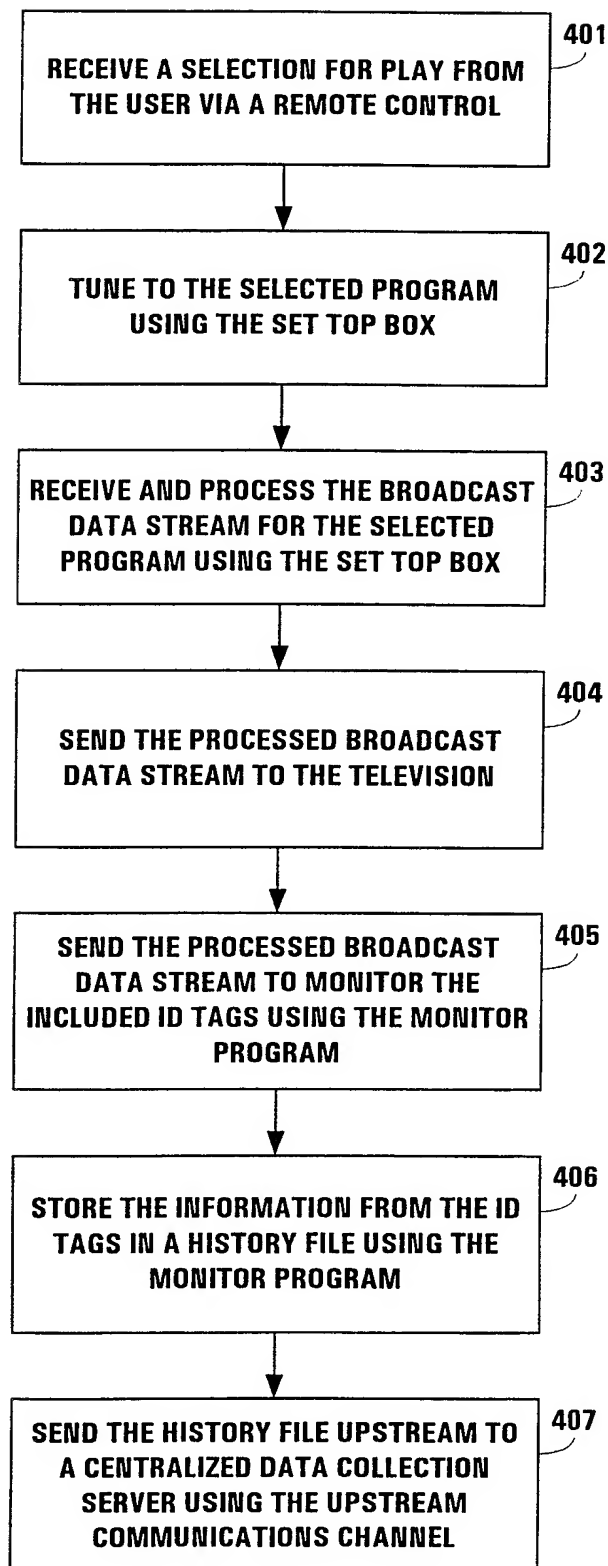 401
RECEIVE A SELECTION FOR PLAY FROM
THE USER VIA A REMOTE CONTROL
402
TUNE TO THE SELECTED PROGRAM
USING THE SET TOP BOX
403
RECEIVE AND PROCESS THE BROADCAST
DATA STREAM FOR THE SELECTED
PROGRAM USING THE SET TOP BOX
404
SEND THE PROCESSED BROADCAST
DATA STREAM TO THE TELEVISION
405
SEND THE PROCESSED BROADCAST
DATA STREAM TO MONITOR THE
INCLUDED ID TAGS USING THE MONITOR
PROGRAM
406
STORE THE INFORMATION FROM THE ID
TAGS IN A HISTORY FILE USING THE
MONITOR PROGRAM
407
SEND THE HISTORY FILE UPSTREAM TO
A CENTRALIZED DATA COLLECTION
SERVER USING THE UPSTREAM
COMMUNICATIONS CHANNEL